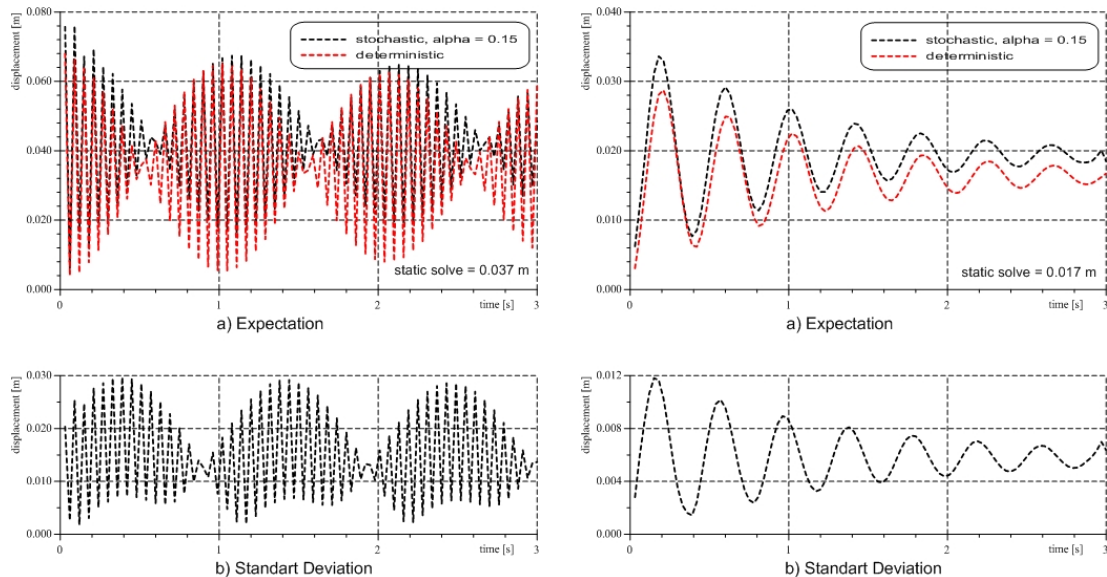 displacement [m]
0.080
0.060
0.040
0.020
0.000
stochastic, alpha = 0.15
deterministic
static solve = 0.037 m
0
1
2
time [s]
3
a) Expectation
displacement [m]
0.030
0.020
0.010
0.000
0
1
2
time [s]
3
b) Standart Deviation
displacement [m]
0.040
0.030
0.020
0.010
0.000
stochastic, alpha = 0.15
deterministic
static solve = 0.017 m
0
1
2
time [s]
3
a) Expectation
displacement [m]
0.012
0.008
0.004
0.000
0
1
2
time [s]
3
b) Standart Deviation